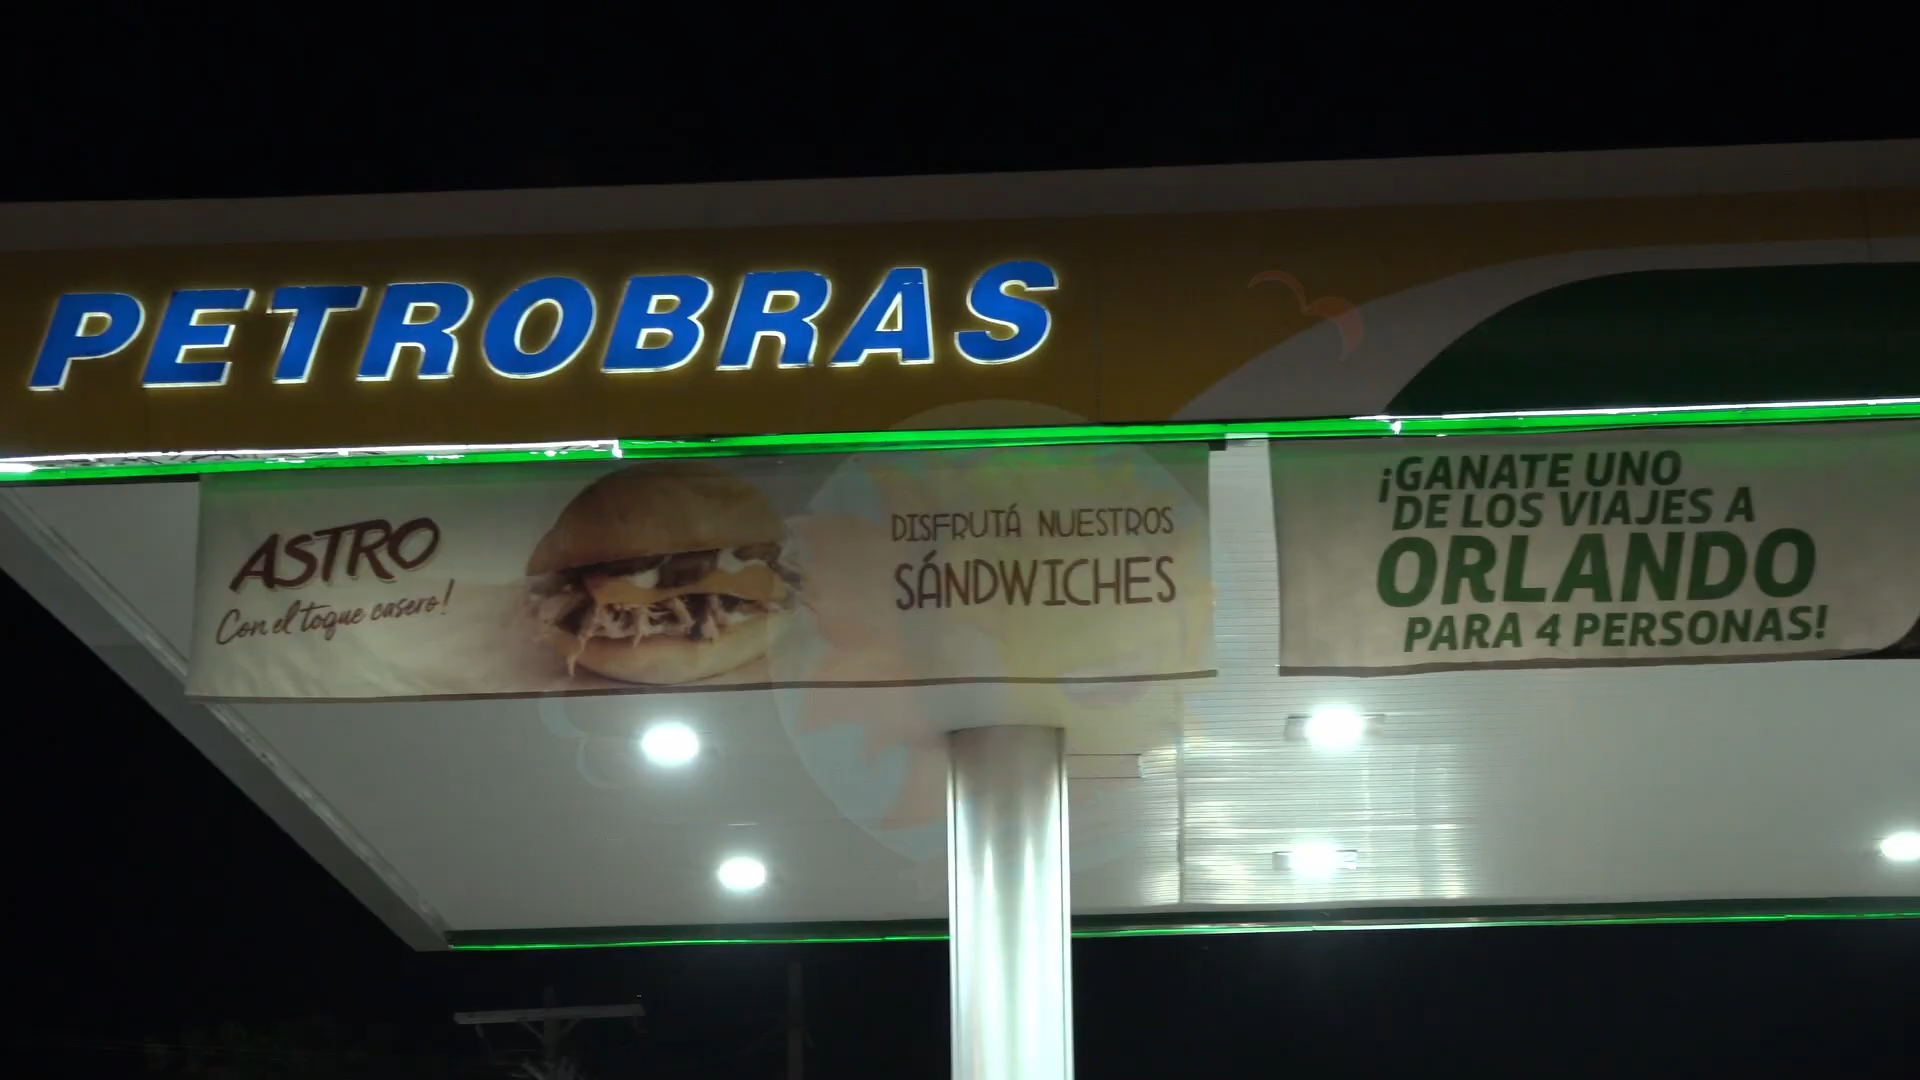 PETROBRAS
ASTRO
Con el toque casero!
DISFRUTÁ NUESTROS
SÁNDWICHES
¡GANATE UNO
DE LOS VIAJES A
ORLANDO
PARA 4 PERSONAS!